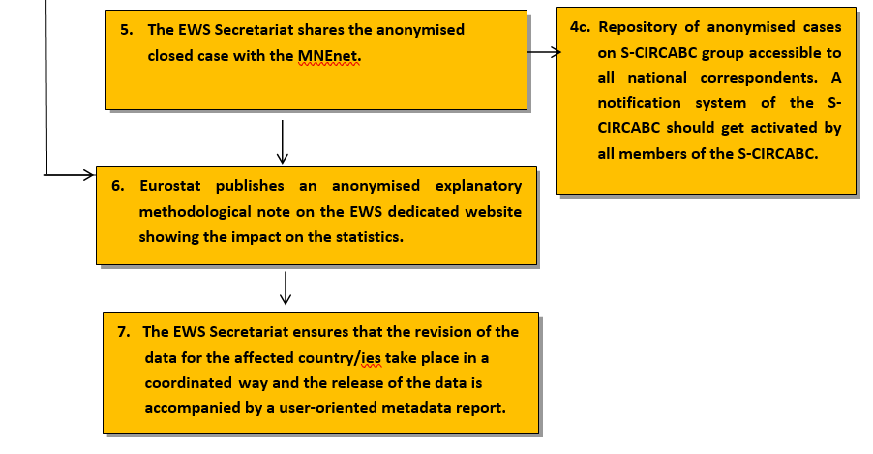 5. The EWS Secretariat shares the anonymised
closed case with the MNEnet.
4c. Repository of anonymised cases
on S-CIRCABC group accessible to
all national correspondents. A
notification system of the S-
CIRCABC should get activated by
all members of the S-CIRCABC.
6. Eurostat publishes an anonymised explanatory
methodological note on the EWS dedicated website
showing the impact on the statistics.
7. The EWS Secretariat ensures that the revision of the
data for the affected country/ies take place in a
coordinated way and the release of the data is
accompanied by a user-oriented metadata report.